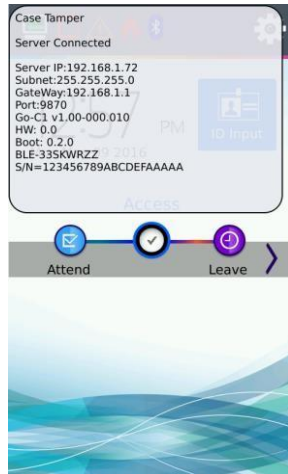 Case Tamper
Server Connected
Server IP:192.168.1.72
Subnet:255.255.255.0
GateWay:192.168.1.1
Port:9870
Go-C1 v1.00-000.010
HW: 0.0
Boot: 0.2.0
BLE-33SKWRZZ
S/N=123456789ABCDEFAAAAA
:57 PM
ID Input
2016
Access
Attend
Leave